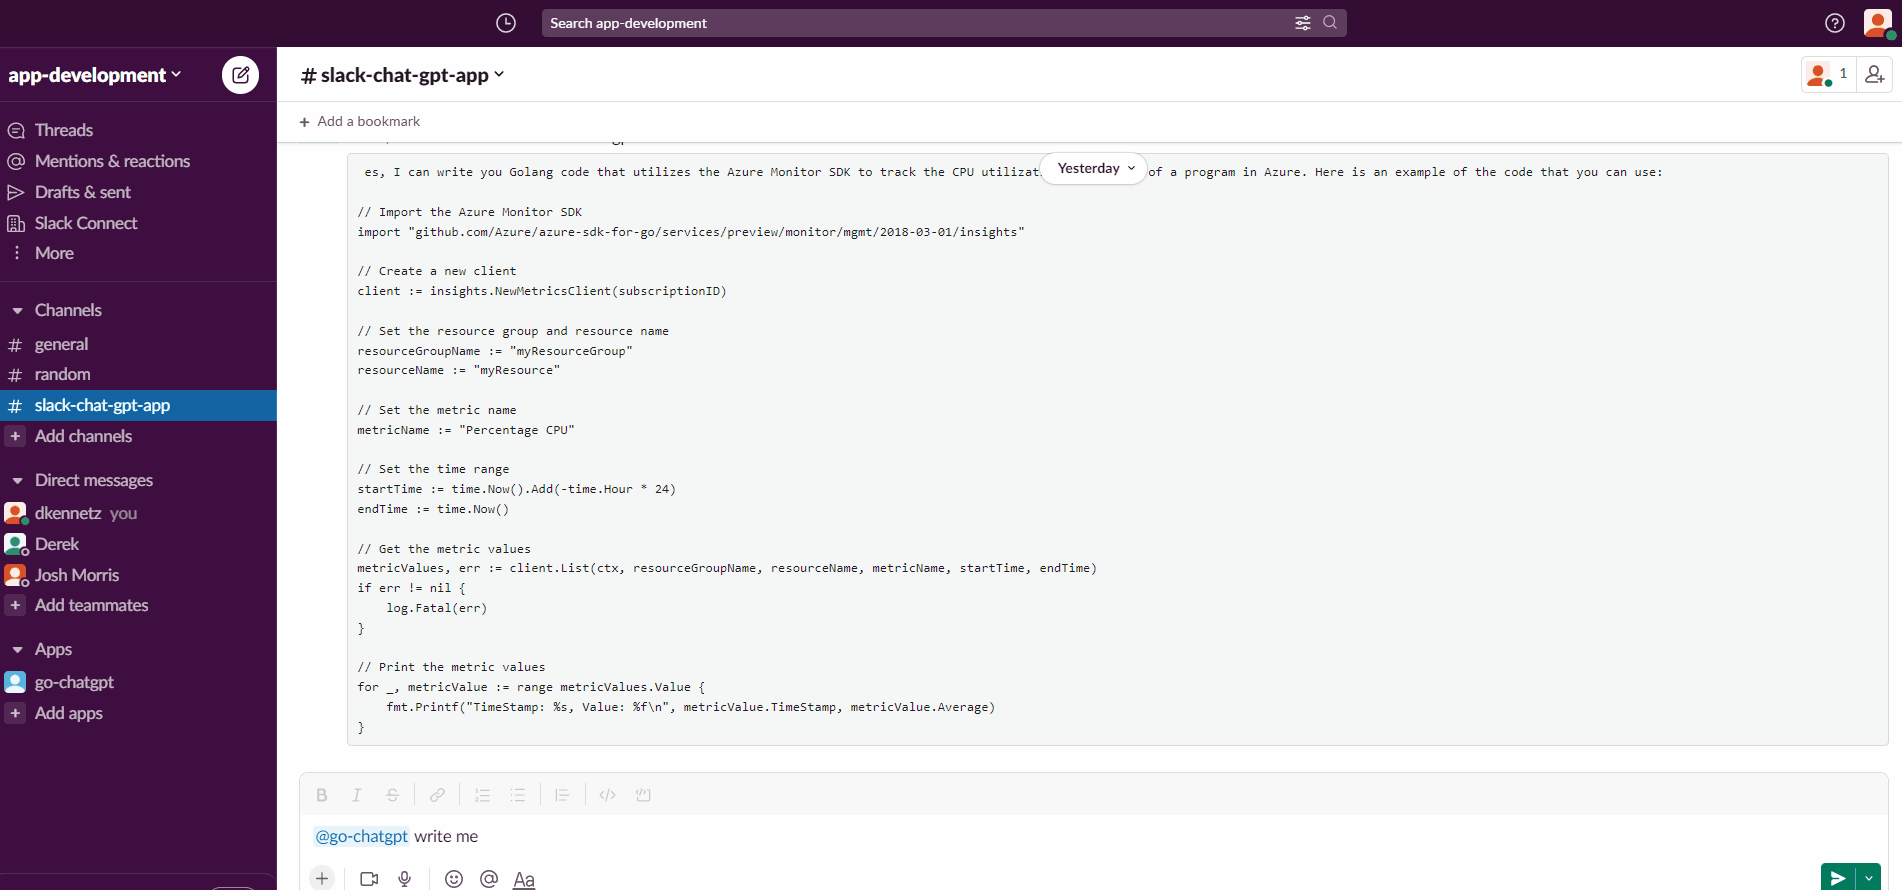 Search app-development
app-development
# slack-chat-gpt-app
1
+ Add a bookmark
Threads
Mentions & reactions
Drafts & sent
Slack Connect
More
Channels
# general
# random
# slack-chat-gpt-app
+ Add channels
Direct messages
dkennetz you
Derek
Josh Morris
+ Add teammates
Apps
go-chatgpt
+ Add apps
Yesterday
es, I can write you Golang code that utilizes the Azure Monitor SDK to track the CPU of a program in Azure. Here is an example of the code that you can use:
// Import the Azure Monitor SDK
import "github.com/Azure/azure-sdk-for-go/services/preview/monitor/mgmt/2018-03-01/insights"
// Create a new client
client := insights.NewMetricsClient(subscriptionID)
// Set the resource group and resource name
resourceGroupName := "myResourceGroup"
resourceName := "myResource"
// Set the metric name
metricName := "Percentage CPU"
// Set the time range
startTime := time.Now().Add(-time.Hour * 24)
endTime := time.Now()
// Get the metric values
metricValues, err := client.List(ctx, resourceGroupName, resourceName, metricName, startTime, endTime)
if err != nil {
    log.Fatal(err)
}
// Print the metric values
for _, metricValue := range metricValues.Value {
    fmt.Printf("TimeStamp: %s, Value: %f\n", metricValue.TimeStamp, metricValue.Average)
}
B I S
@go-chatgpt write me
Aa